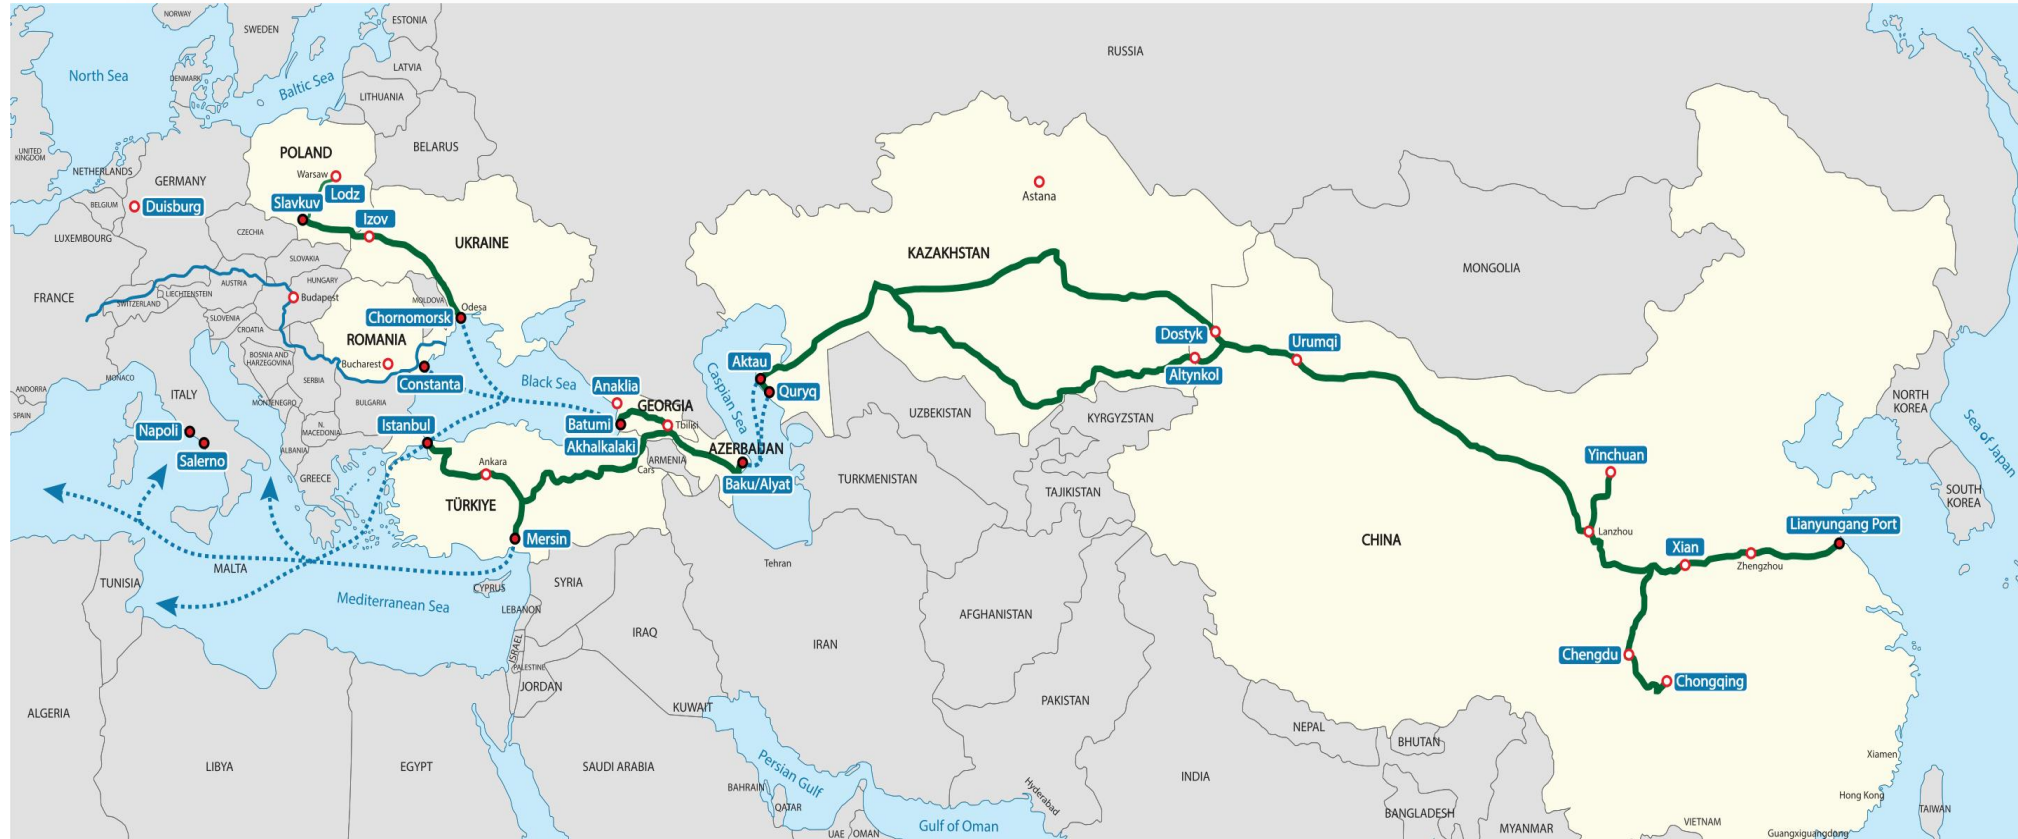 NORWAY
SWEDEN
ESTONIA
RUSSIA
North Sea
DENMARK
Baltic Sea
LATVIA
LITHUANIA
UNITED
KINGDOM
NETHERLANDS
GERMANY
POLAND
BELARUS
Warsaw
Lodz
BELGIUM
Duisburg
Slavkuv
Izov
Astana
LUXEMBOURG
CZECHIA
UKRAINE
SLOVAKIA
KAZAKHSTAN
MONGOLIA
FRANCE
SWITZERLAND
LIECHTENSTEIN
AUSTRIA
HUNGARY
Budapest
MOLDOVA
Odesa
SLOVENIA
CROATIA
Chornomorsk
ROMANIA
Bucharest
BOSNIA AND
HARZEGOVINA
SERBIA
Constanta
Black Sea
Anaklia
Aktau
Quryq
Caspian Sea
Dostyk
Altynkol
Urumqi
MONACO
ANDORRA
SPAIN
ITALY
MONTENEGRO
BULGARIA
GEORGIA
Batumi
Tbilisi
UZBEKISTAN
KYRGYZSTAN
NORTH
KOREA
Sea of Japan
Napoli
Salerno
N.
MACEDONIA
ALBANIA
Istanbul
Akhalkalaki
AZERBAIJAN
ARMENIA
Cars
Ankara
GREECE
TÜRKIYE
Baku/Alyat
TURKMENISTAN
TAJIKISTAN
Yinchuan
SOUTH
KOREA
Lanzhou
Lianyungang Port
CHINA
Xian
Zhengzhou
Mersin
Tehran
TUNISIA
MALTA
CYPRUS
SYRIA
LEBANON
Mediterranean Sea
ISRAEL
PALESTINE
JORDAN
IRAQ
IRAN
AFGHANISTAN
Chengdu
Chongqing
ALGERIA
KUWAIT
PAKISTAN
NEPAL
BHUTAN
LIBYA
EGYPT
SAUDI ARABIA
Persian Gulf
BAHRAIN
QATAR
UAE
OMAN
Gulf of Oman
Hyderabad
INDIA
BANGLADESH
MYANMAR
VIETNAM
Xiamen
Hong Kong
Guangxiguangdong
TAIWAN